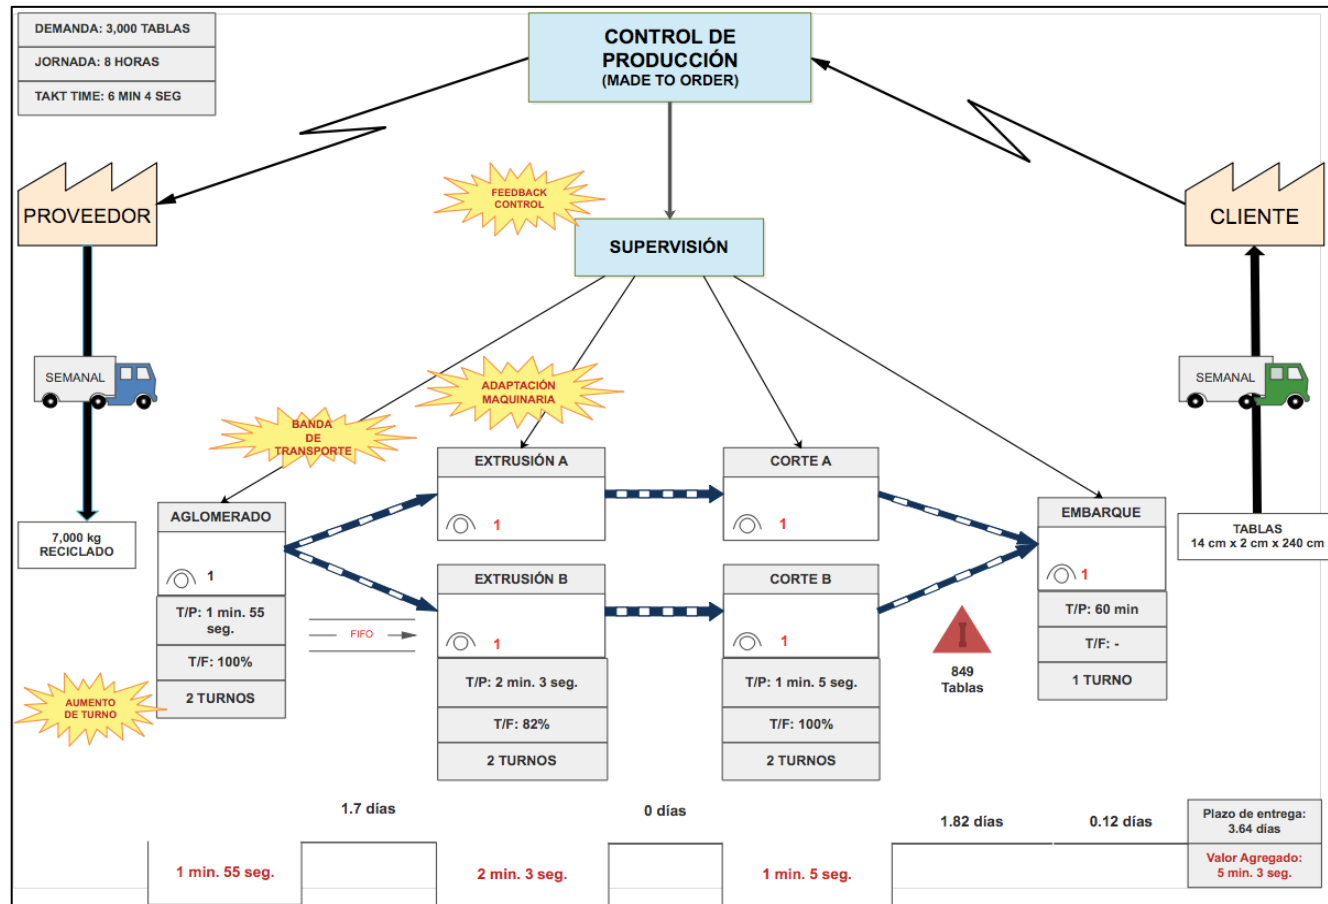 DEMANDA: 3,000 TABLAS
JORNADA: 8 HORAS
TAKT TIME: 6 MIN 4 SEG
CONTROL DE
PRODUCCIÓN
(MADE TO ORDER)
PROVEEDOR
FEEDBACK
CONTROL
SUPERVISIÓN
CLIENTE
SEMANAL
SEMANAL
ADAPTACIÓN
MAQUINARIA
BANDA
DE
TRANSPORTE
7,000 kg
RECICLADO
AGLOMERADO
1
T/P: 1 min. 55
seg.
T/F: 100%
2 TURNOS
AUMENTO
DE TURNO
FIFO
EXTRUSIÓN A
1
EXTRUSIÓN B
1
T/P: 2 min. 3 seg.
T/F: 82%
2 TURNOS
CORTE A
1
CORTE B
1
T/P: 1 min. 5 seg.
T/F: 100%
2 TURNOS
I
849
Tablas
EMBARQUE
1
T/P: 60 min
T/F: -
1 TURNO
TABLAS
14 cm x 2 cm x 240 cm
1.7 días
0 días
1.82 días
0.12 días
1 min. 55 seg.
2 min. 3 seg.
1 min. 5 seg.
Plazo de entrega:
3.64 días
Valor Agregado:
5 min. 3 seg.